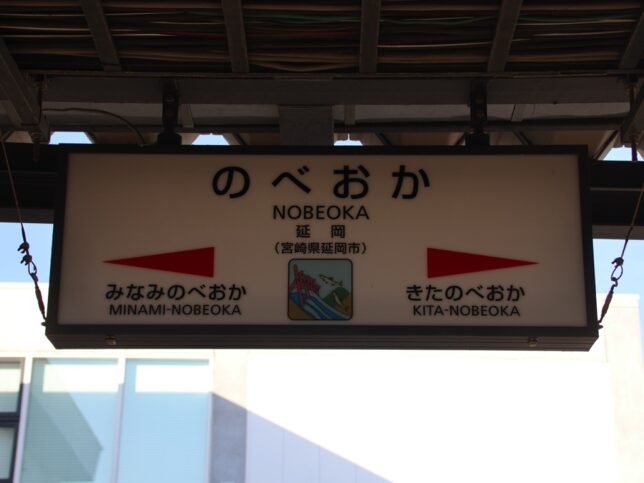 のべおか
NOBEOKA
延岡
(宮崎県延岡市)
みなみのべおか
MINAMI-NOBEOKA
きたのべおか
KITA-NOBEOKA